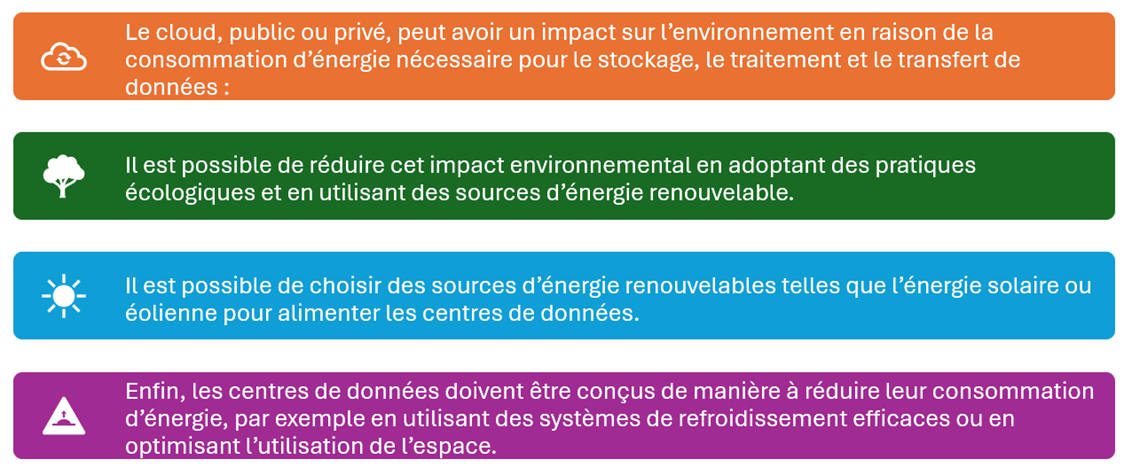 Le cloud, public ou privé, peut avoir un impact sur l’environnement en raison de la
consommation d’énergie nécessaire pour le stockage, le traitement et le transfert de
données :
Il est possible de réduire cet impact environnemental en adoptant des pratiques
écologiques et en utilisant des sources d’énergie renouvelable.
Il est possible de choisir des sources d’énergie renouvelables telles que l’énergie solaire ou
éolienne pour alimenter les centres de données.
Enfin, les centres de données doivent être conçus de manière à réduire leur consommation
d’énergie, par exemple en utilisant des systèmes de refroidissement efficaces ou en
optimisant l’utilisation de l’espace.